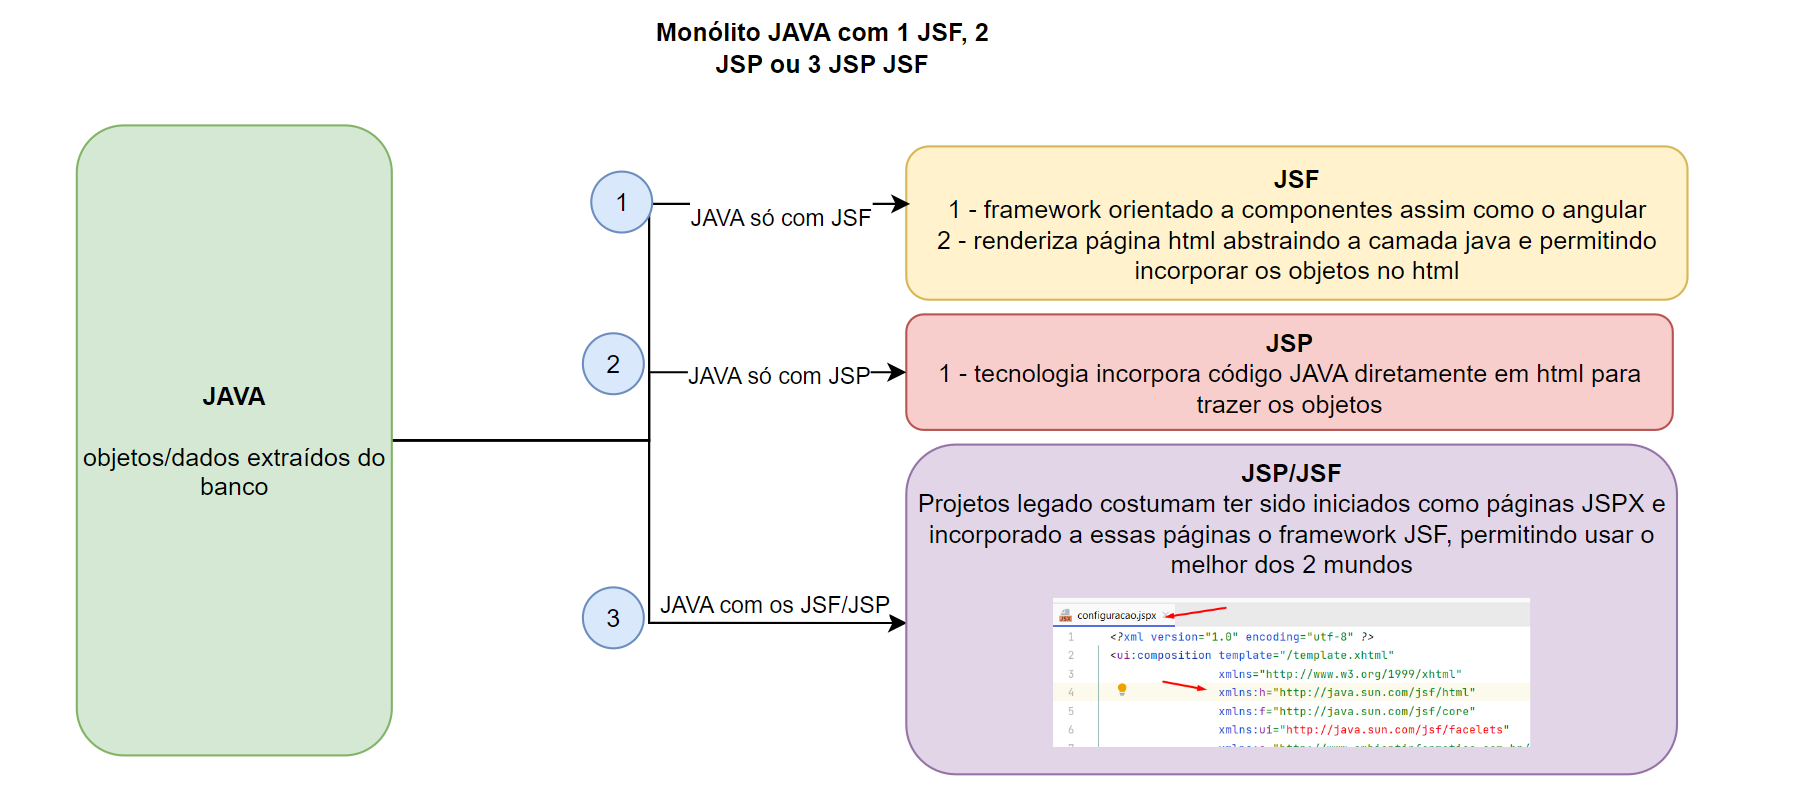 Monólito JAVA com 1 JSF, 2
JSP ou 3 JSP JSF
JAVA
objetos/dados extraídos do
banco
1
JAVA só com JSF
JSF
1 - framework orientado a componentes assim como o angular
2 - renderiza página html abstraindo a camada java e permitindo
incorporar os objetos no html
2
JAVA só com JSP
JSP
1 - tecnologia incorpora código JAVA diretamente em html para
trazer os objetos
3
JAVA com os JSF/JSP
JSP/JSF
Projetos legado costumam ter sido iniciados como páginas JSPX e
incorporado a essas páginas o framework JSF, permitindo usar o
melhor dos 2 mundos
JSX configuracao.jspx
1 <?xml version="1.0" encoding="utf-8" ?>
2 <ui:composition template="/template.xhtml"
3 xmlns="http://www.w3.org/1999/xhtml"
4 xmlns:h="http://java.sun.com/jsf/html"
5 xmlns:f="http://java.sun.com/jsf/core"
6 xmlns:ui="http://java.sun.com/jsf/facelets"